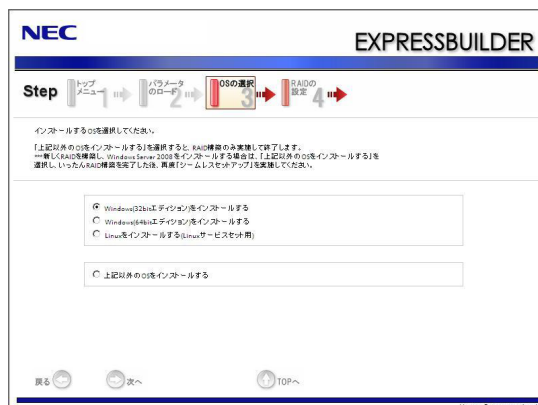 NEC
EXPRESSBUILDER
Step
トップ
メニュー 1
パラメータ
のロード 2
OSの選択
3
RAIDの
設定 4
インストールするOSを選択してください。
「上記以外のOSをインストールする」を選択すると、RAID構築のみ実施して終了します。
***新しくRAIDを構築し、Windows Server 2008 をインストールする場合は、「上記以外のOSをインストールする」を
選択し、いったんRAID構築を完了した後、再度「シームレスセットアップ」を実施してください。
Windows(32bitエディション)をインストールする
Windows(64bitエディション)をインストールする
Linuxをインストールする(Linuxサービスセット用)
上記以外のOSをインストールする
戻る
次へ
TOPへ